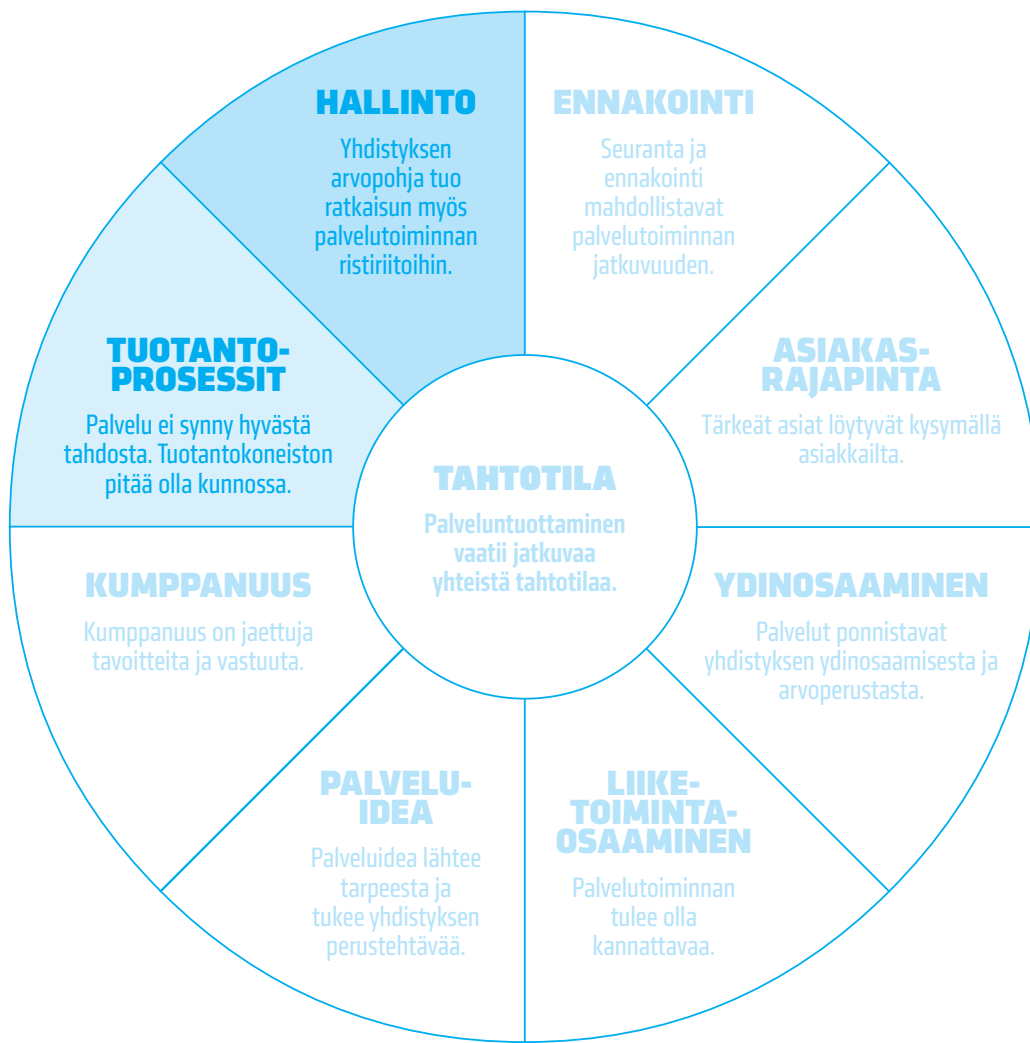 HALLINTO
Yhdistyksen
arvopohja tuo
ratkaisun myös
palvelutoiminnan
ristiriitoihin.
ENNAKOINTI
Seuranta ja
ennakointi
mahdollistavat
palvelutoiminnan
jatkuvuuden.
ASIAKAS-
RAJAPINTA
Tärkeät asiat löytyvät kysymällä
asiakkailta.
YDINOSAAMINEN
Palvelut ponnistavat
yhdistyksen ydinosaamisesta ja
arvoperustasta.
LIIKE-
TOIMINTA-
OSAAMINEN
Palvelutoiminnan
tulee olla
kannattavaa.
PALVELU-
IDEA
Palveluidea lähtee
tarpeesta ja
tukee yhdistyksen
perustehtävää.
KUMPPANUUS
Kumppanuus on jaettuja
tavoitteita ja vastuuta.
TUOTANTO-
PROSESSIT
Palvelu ei synny hyvästä
tahdosta. Tuotantokoneiston
pitää olla kunnossa.
TAHTOTILA
Palveluntuottaminen
vaatii jatkuvaa
yhteistä tahtotilaa.